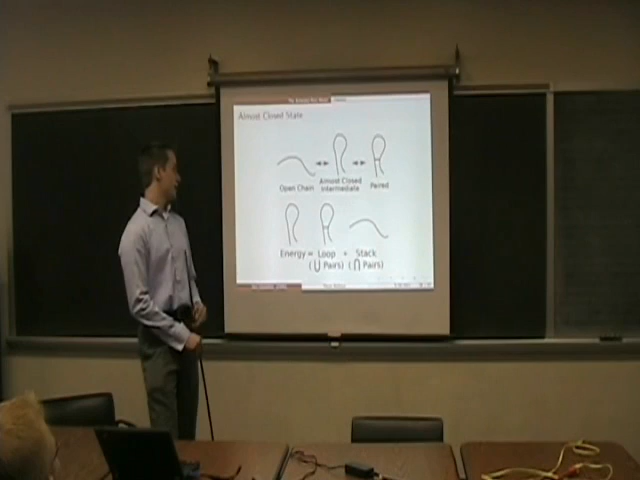 Almost Closed State
Open Chain
Almost Closed
Intermediate
Paired
Energy = Loop + Stack
(⋃ Pairs) (⋂ Pairs)